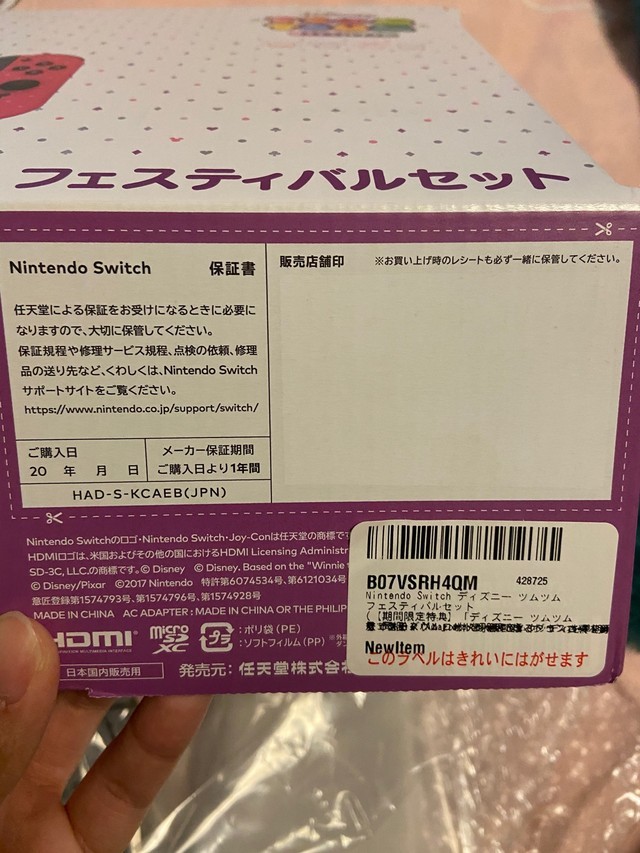 フェスティバルセット
Nintendo Switch 保証書
任天堂による保証をお受けになるときに必要に
なりますので、大切に保管してください。
保証規程や修理サービス規程、点検の依頼、修理
品の送り先など、くわしくは、Nintendo Switch
サポートサイトをご覧ください。
https://www.nintendo.co.jp/support/switch/
ご購入日
20 年 月 日
メーカー保証期間
ご購入日より1年間
HAD-S-KCAEB(JPN)
販売店舗印 ※お買い上げ時のレシートも必ず一緒に保管してください。
Nintendo Switchのロゴ・Nintendo Switch・Joy-Conは任天堂の商標で
HDMIロゴは、米国およびその他の国におけるHDMI Licensing Administr
SD-3C, LLC.の商標です。© Disney © Disney. Based on the "Winnie
© Disney/Pixar ©2017 Nintendo 特許第6074534号、第6121034号
意匠登録第1574793号、第1574796号、第1574928号
MADE IN CHINA AC ADAPTER : MADE IN CHINA OR THE PHILIP
HDMI
micro SD XC
プラ
: ポリ袋 (PE)
: ソフトフィルム (PP)
日本国内販売用
発売元: 任天堂株式会
B07VSRH4QM 428725
Nintendo Switch ディズニー ツムツム
フェスティバルセット
(【期間限定特典】 「ディズニー ツムツム
NewItem
このラベルはきれいにはがせます